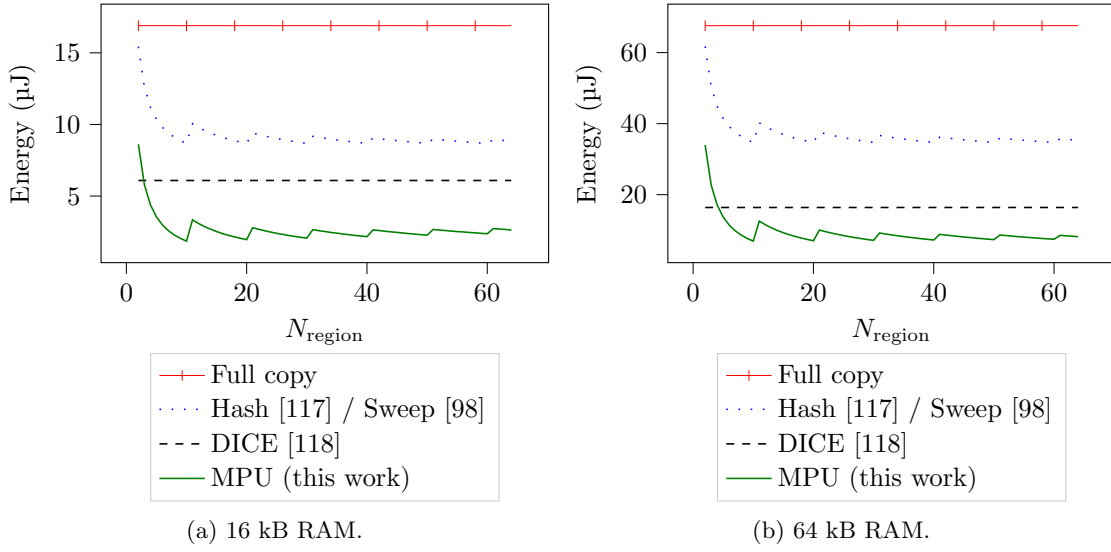 15
10
5
Energy (µJ)
0 20 40 60
N_region
Full copy
Hash [117] / Sweep [98]
DICE [118]
MPU (this work)
(a) 16 kB RAM.
60
40
20
Energy (µJ)
0 20 40 60
N_region
Full copy
Hash [117] / Sweep [98]
DICE [118]
MPU (this work)
(b) 64 kB RAM.